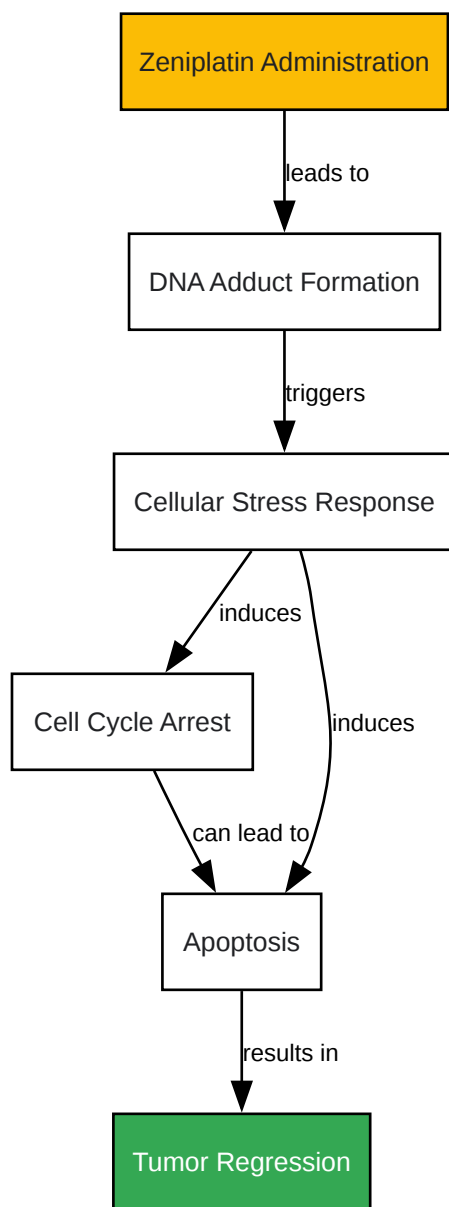 Zeniplatin Administration
leads to
DNA Adduct Formation
triggers
Cellular Stress Response
induces
Cell Cycle Arrest
induces
can lead to
Apoptosis
results in
Tumor Regression